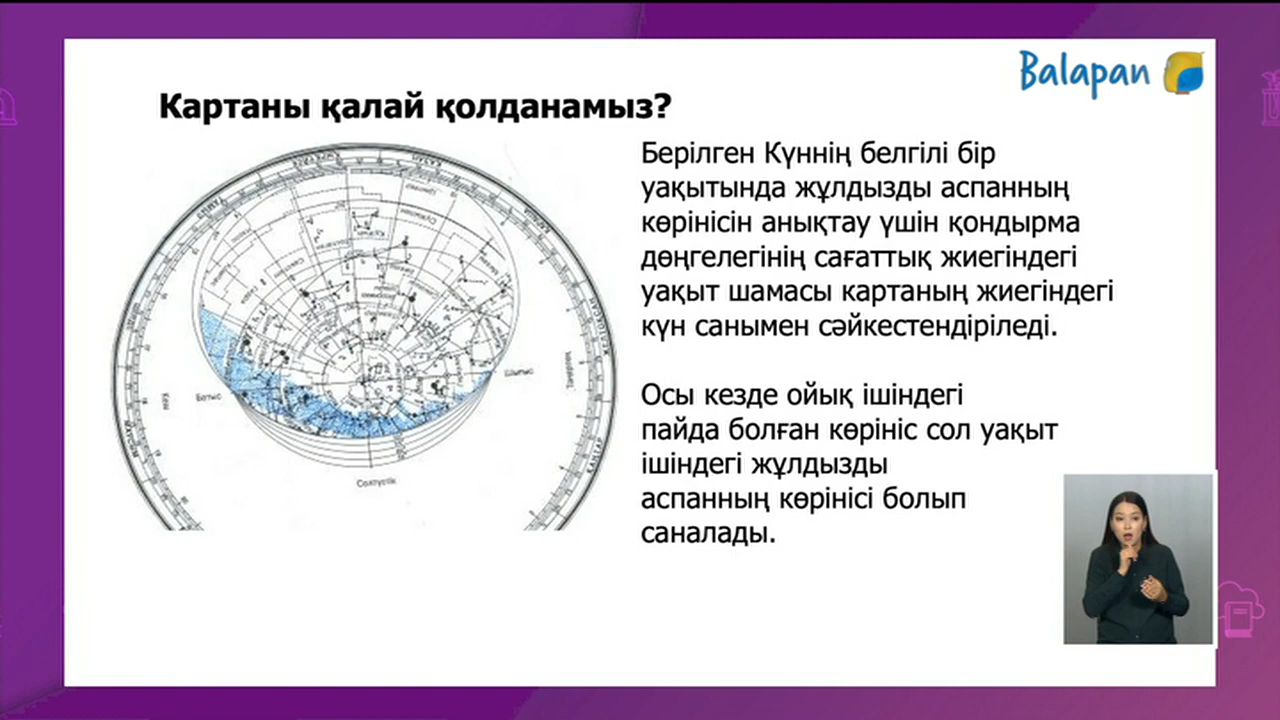 Balapan
Картаны қалай қолданамыз?
Берілген Күннің белгілі бір
уақытында жұлдызды аспанның
көрінісін анықтау үшін қондырма
дөңгелегінің сағаттық жиегіндегі
уақыт шамасы картаның жиегіндегі
күн санымен сәйкестендіріледі.
Осы кезде ойық ішіндегі
пайда болған көрініс сол уақыт
ішіндегі жұлдызды
аспанның көрінісі болып
саналады.
Батыс
Шығыс
Солтүстік
Кеш